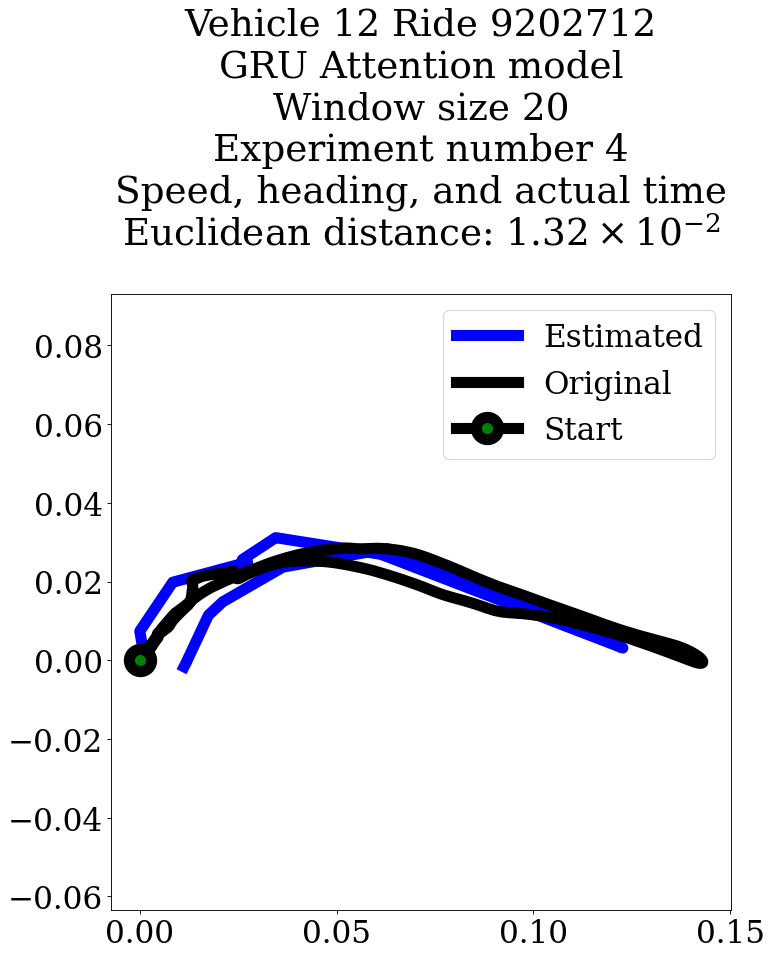 Vehicle 12 Ride 9202712
GRU Attention model
Window size 20
Experiment number 4
Speed, heading, and actual time
Euclidean distance: 1.32 × 10⁻²
Estimated
Original
Start
0.08
0.06
0.04
0.02
0.00
−0.02
−0.04
−0.06
0.00 0.05 0.10 0.15